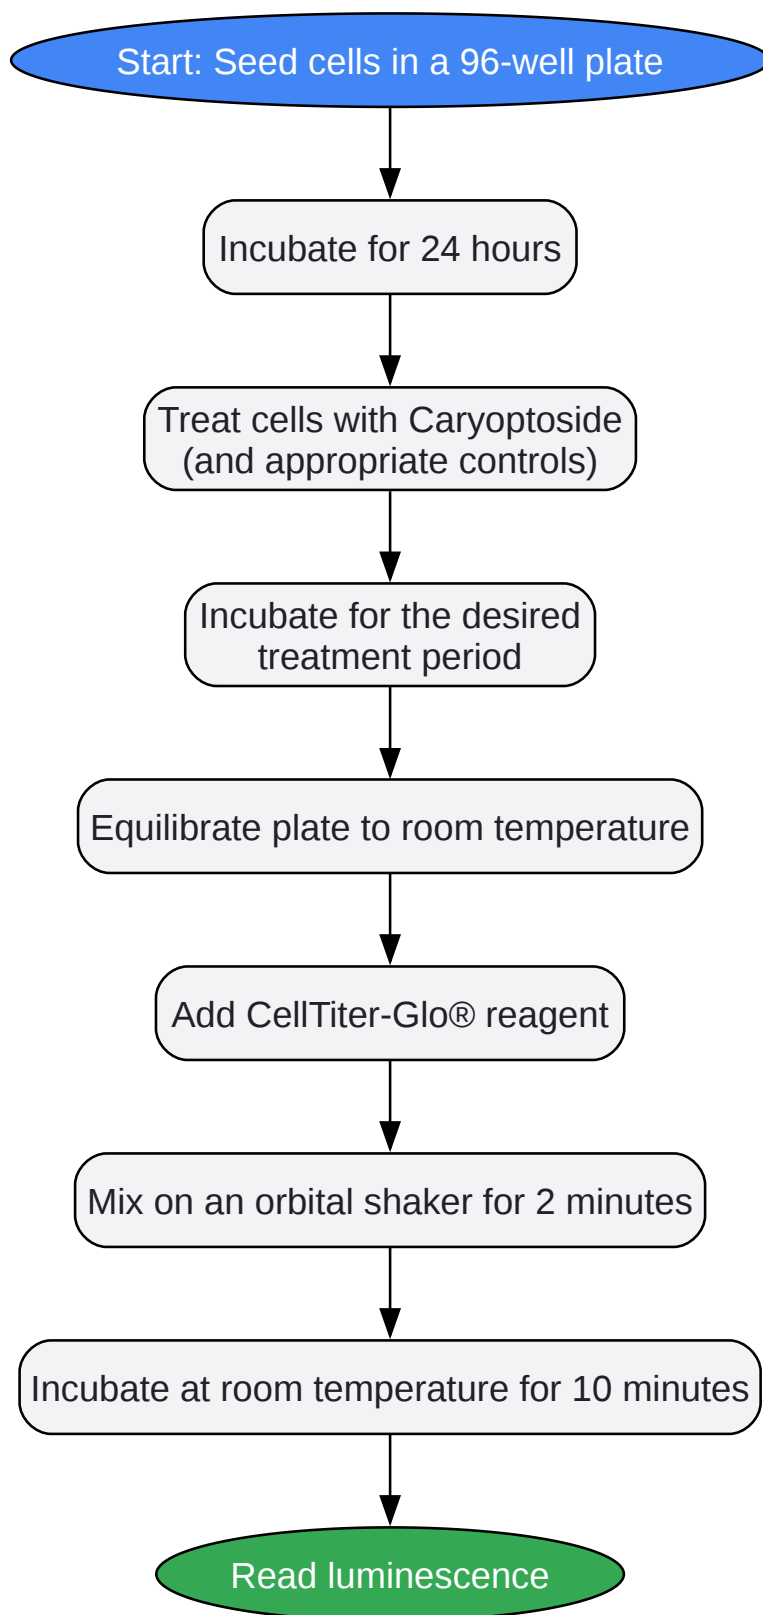 Start: Seed cells in a 96-well plate
Incubate for 24 hours
Treat cells with Caryoptoside
(and appropriate controls)
Incubate for the desired
treatment period
Equilibrate plate to room temperature
Add CellTiter-Glo® reagent
Mix on an orbital shaker for 2 minutes
Incubate at room temperature for 10 minutes
Read luminescence